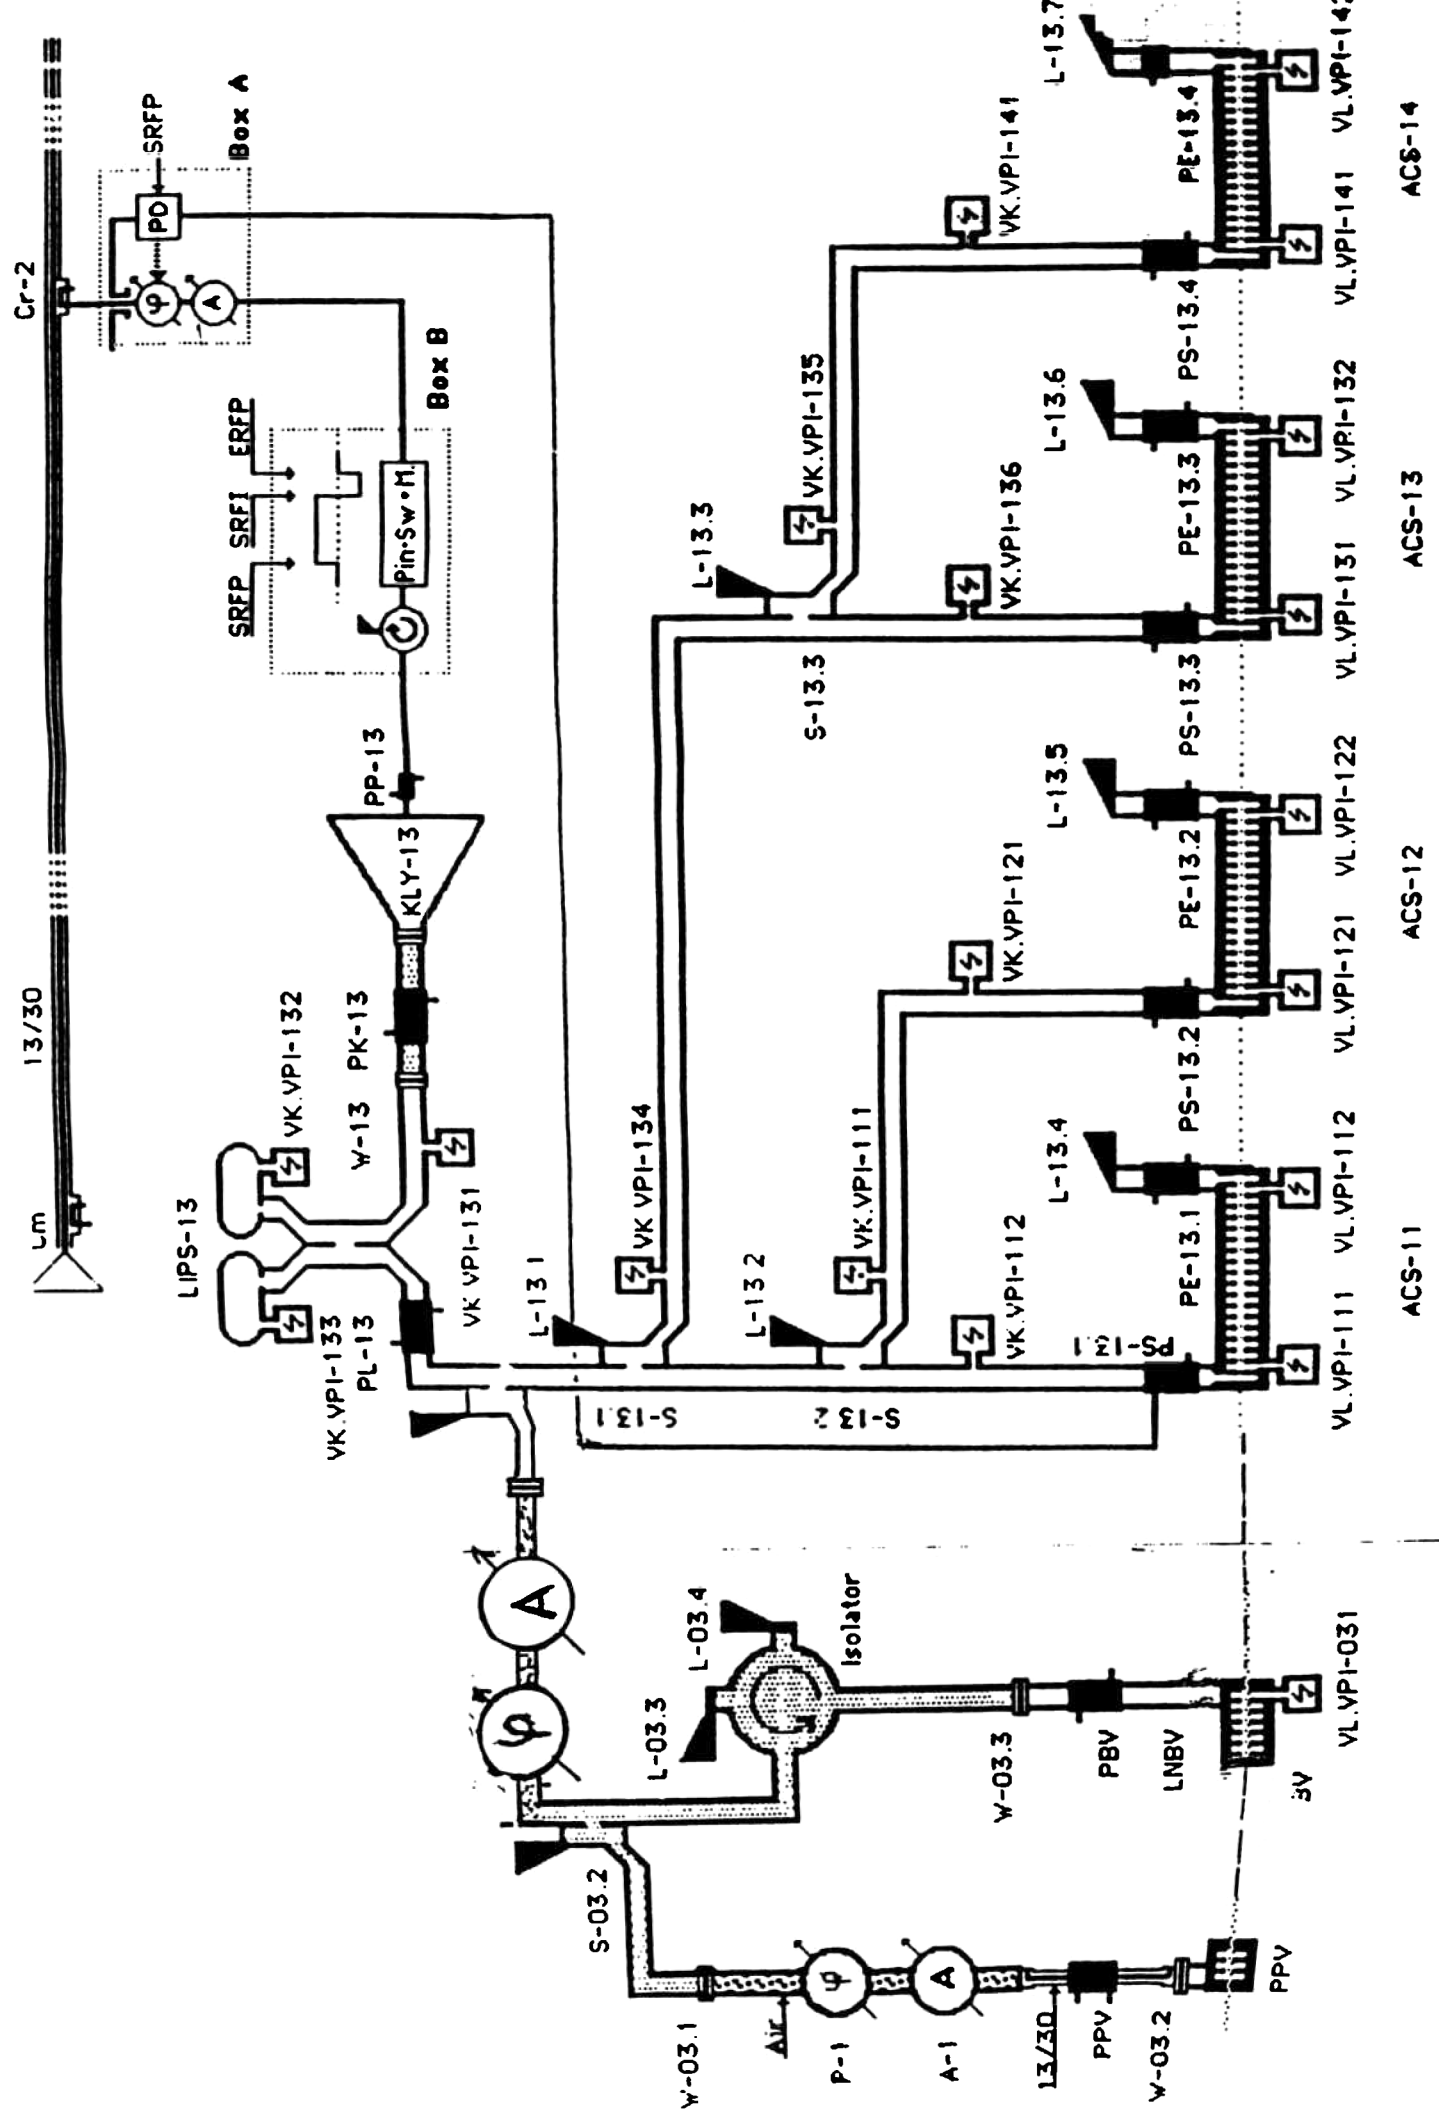 Cr-2
13/30
SRFP
PD
φ
A
Box A
SRFP
SRFI
ERFP
Pin·Sw·M.
Box B
PP-13
KLY-13
PK-13
W-13
VK.VPI-132
LIPS-13
VK.VPI-133
PL-13
VK VPI-131
L-13.1
VK VPI-134
S-13.1
L-13.2
VK.VPI-111
S-13.2
VK.VPI-112
VK.VPI-121
L-13.3
S-13.3
VK.VPI-135
VK.VPI-136
VK.VPI-141
L-13.4
L-13.5
L-13.6
L-13.7
PS-13.1
PE-13.1
PS-13.2
PE-13.2
PS-13.3
PE-13.3
PS-13.4
PE-13.4
VL.VPI-111
VL.VPI-112
VL.VPI-121
VL.VPI-122
VL.VPI-131
VL.VPI-132
VL.VPI-141
ACS-11
ACS-12
ACS-13
ACS-14
A
φ
L-03.3
L-03.4
Isolator
S-03.2
W-03.1
Air
P-1
φ
A-1
A
13/30
PPV
W-03.2
PPV
W-03.3
PBV
LNBV
VL.VPI-031